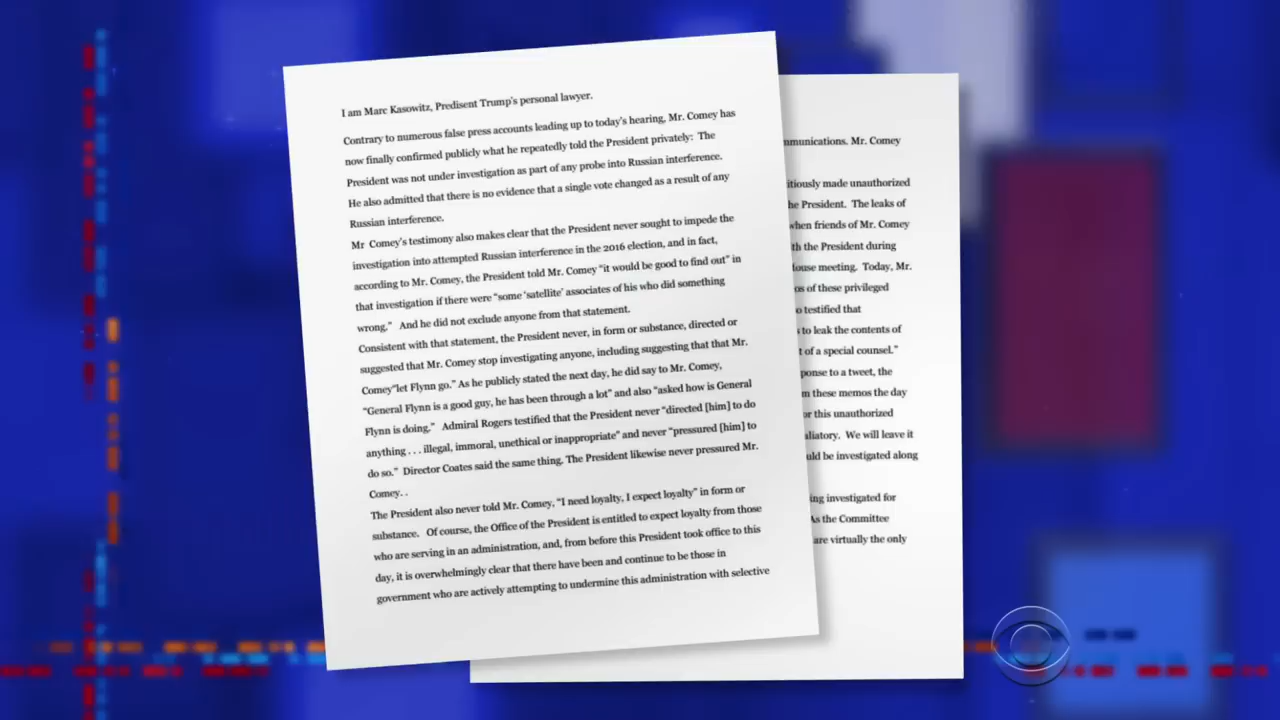 I am Marc Kasowitz, Predisent Trump's personal lawyer.
Contrary to numerous false press accounts leading up to today's hearing, Mr. Comey has
now finally confirmed publicly what he repeatedly told the President privately:  The
President was not under investigation as part of any probe into Russian interference.
He also admitted that there is no evidence that a single vote changed as a result of any
Russian interference.
Mr  Comey's testimony also makes clear that the President never sought to impede the
investigation into attempted Russian interference in the 2016 election, and in fact,
according to Mr. Comey, the President told Mr. Comey "it would be good to find out" in
that investigation if there were "some 'satellite' associates of his who did something
wrong."   And he did not exclude anyone from that statement.
Consistent with that statement, the President never, in form or substance, directed or
suggested that Mr. Comey stop investigating anyone, including suggesting that that Mr.
Comey"let Flynn go." As he publicly stated the next day, he did say to Mr. Comey,
"General Flynn is a good guy, he has been through a lot" and also "asked how is General
Flynn is doing."   Admiral Rogers testified that the President never "directed [him] to do
anything . . . illegal, immoral, unethical or inappropriate" and never "pressured [him] to
do so."  Director Coates said the same thing. The President likewise never pressured Mr.
Comey. .
The President also never told Mr. Comey, "I need loyalty, I expect loyalty" in form or
substance.   Of course, the Office of the President is entitled to expect loyalty from those
who are serving in an administration, and, from before this President took office to this
day, it is overwhelmingly clear that there have been and continue to be those in
government who are actively attempting to undermine this administration with selective
mmunications. Mr. Comey
itiously made unauthorized
he President.  The leaks of
when friends of Mr. Comey
th the President during
ouse meeting.  Today, Mr.
os of these privileged
o testified that
to leak the contents of
t of a special counsel."
ponse to a tweet, the
m these memos the day
or this unauthorized
aliatory.  We will leave it
uld be investigated along
ing investigated for
As the Committee
are virtually the only